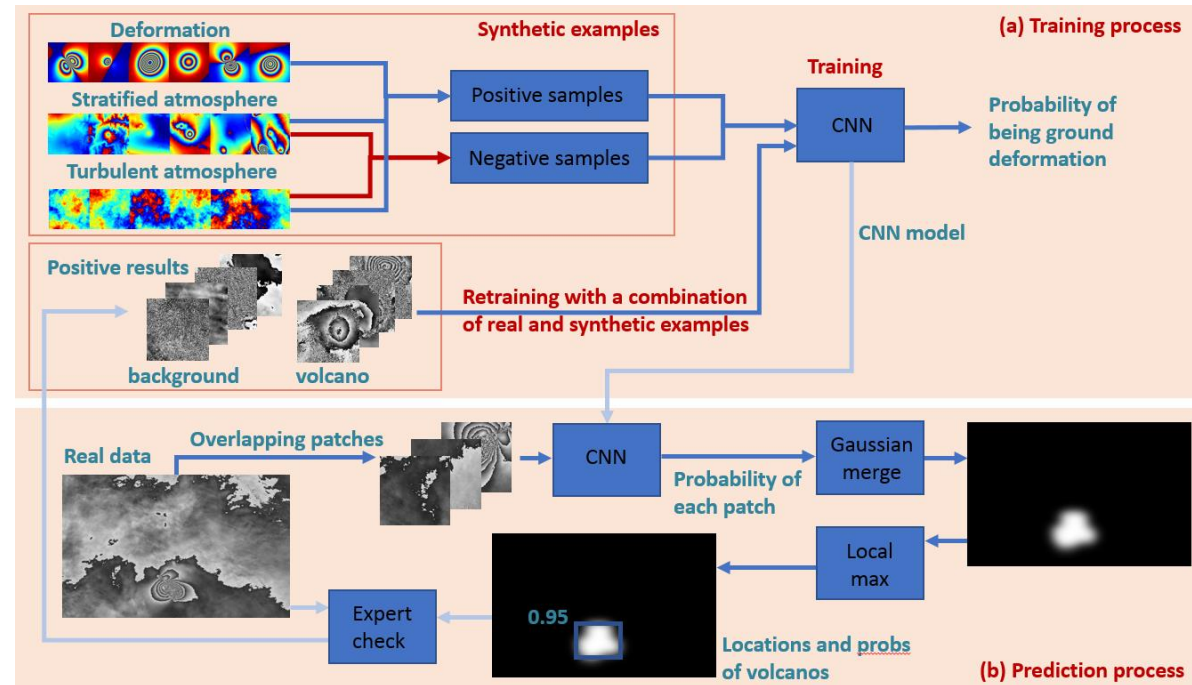 Deformation
Synthetic examples
(a) Training process
Stratified atmosphere
Positive samples
Training
CNN
Probability of
being ground
deformation
Turbulent atmosphere
Negative samples
CNN model
Positive results
Retraining with a combination
of real and synthetic examples
background
volcano
Real data
Overlapping patches
CNN
Probability of
each patch
Gaussian
merge
Local
max
Expert
check
0.95
Locations and probs
of volcanos
(b) Prediction process